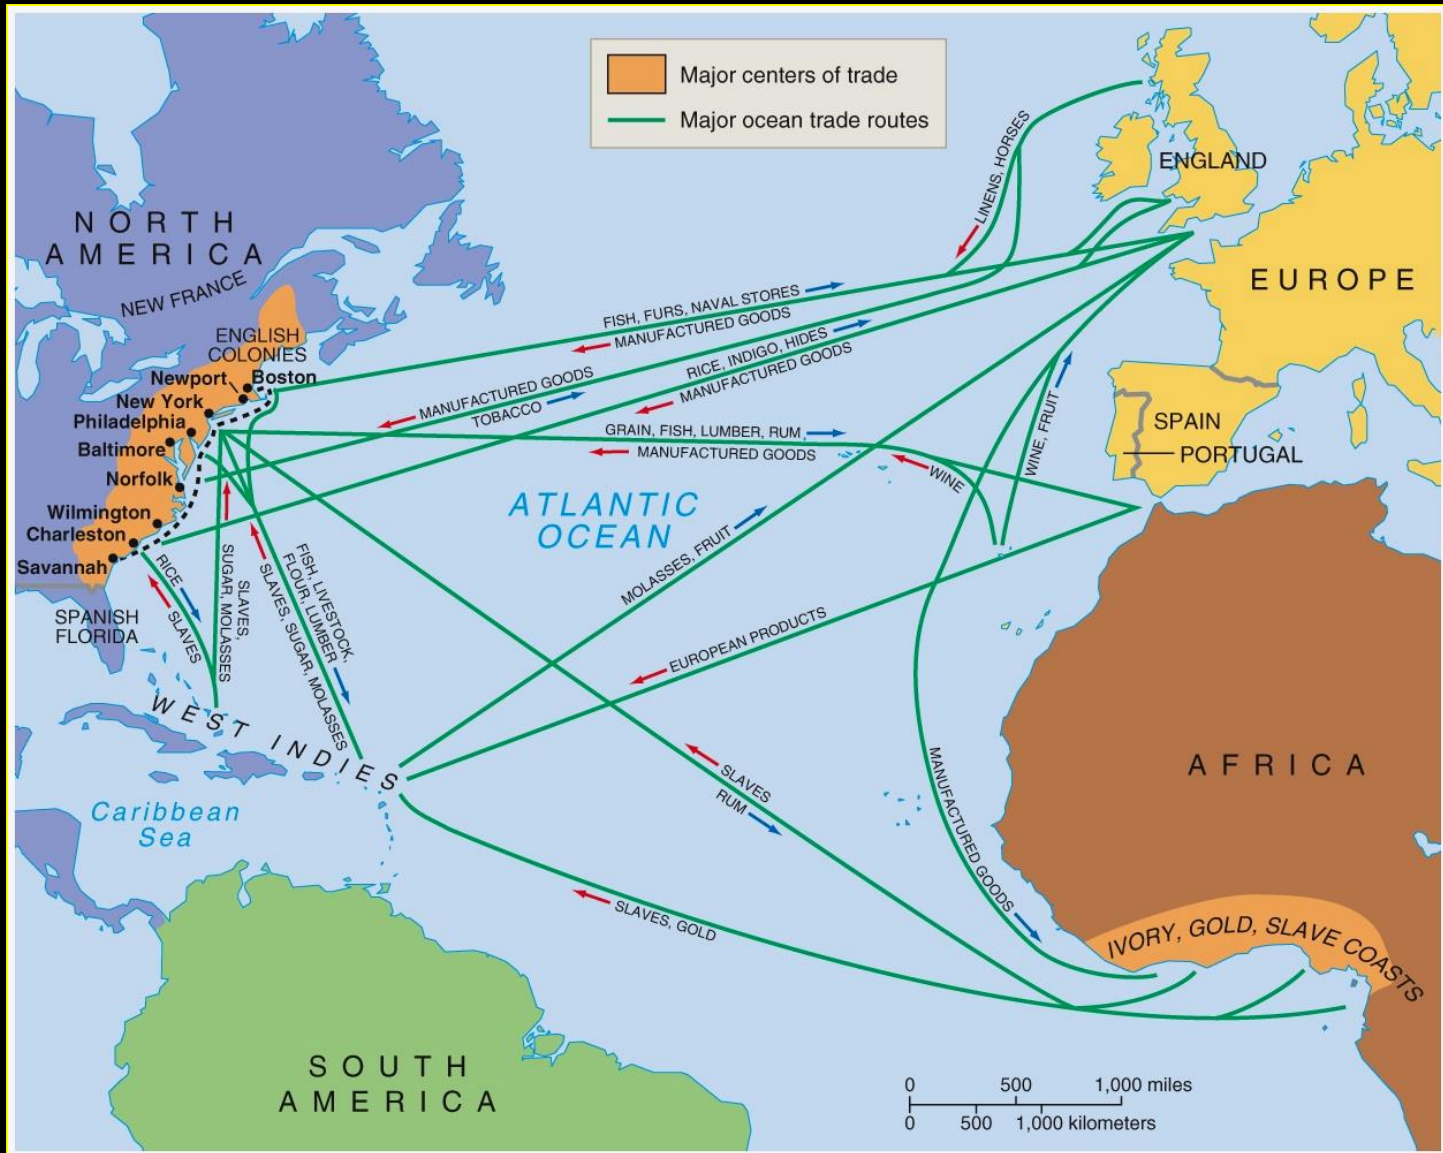 Major centers of trade
Major ocean trade routes
NORTH
AMERICA
NEW FRANCE
ENGLISH
COLONIES
Newport
Boston
New York
Philadelphia
Baltimore
Norfolk
Wilmington
Charleston
Savannah
SPANISH
FLORIDA
ENGLAND
EUROPE
SPAIN
PORTUGAL
LINENS, HORSES
FISH, FURS, NAVAL STORES
MANUFACTURED GOODS
RICE, INDIGO, HIDES
MANUFACTURED GOODS
MANUFACTURED GOODS
TOBACCO
GRAIN, FISH, LUMBER, RUM
MANUFACTURED GOODS
WINE
WINE, FRUIT
ATLANTIC
OCEAN
MOLASSES, FRUIT
EUROPEAN PRODUCTS
RICE
SLAVES
SLAVES,
SUGAR, MOLASSES
FISH, LIVESTOCK,
FLOUR, LUMBER
SLAVES, SUGAR, MOLASSES
WEST INDIES
Caribbean
Sea
SLAVES
RUM
MANUFACTURED GOODS
SLAVES, GOLD
AFRICA
IVORY, GOLD, SLAVE COASTS
SOUTH
AMERICA
0 500 1,000 miles
0 500 1,000 kilometers